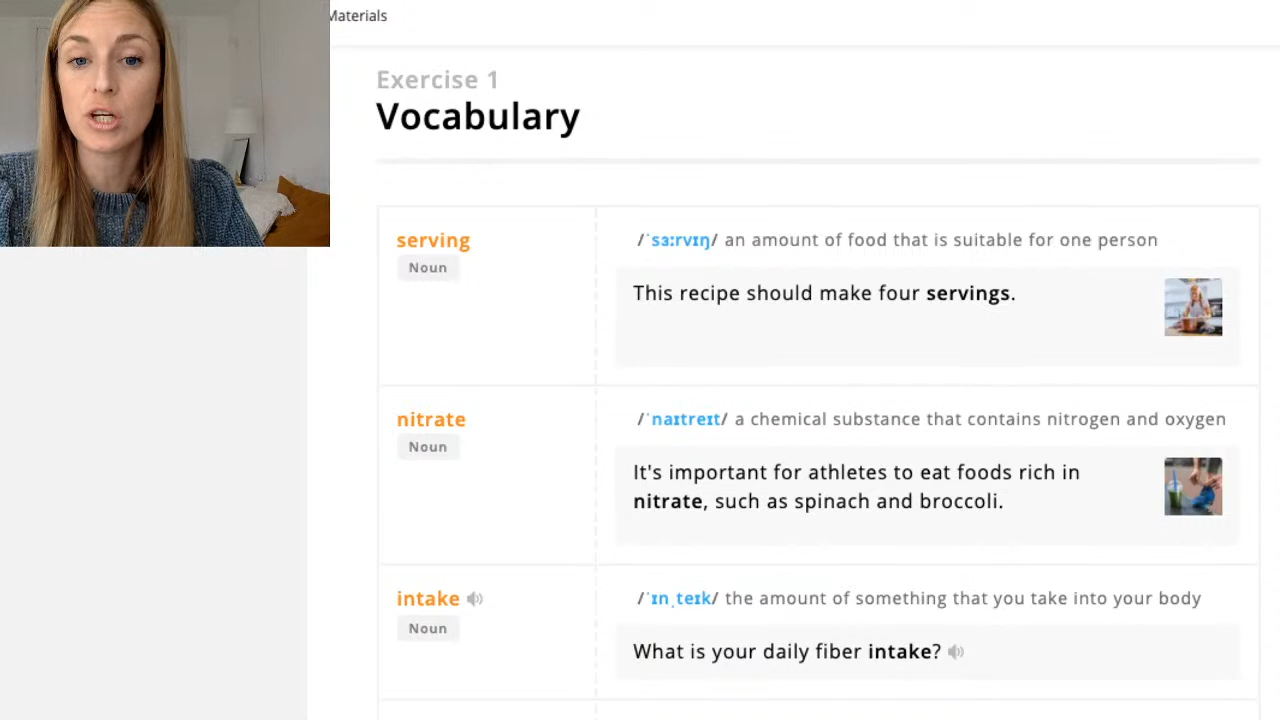 Materials
Exercise 1
Vocabulary
serving
Noun
/ˈsɜːrvɪŋ/ an amount of food that is suitable for one person
This recipe should make four servings.
nitrate
Noun
/ˈnaɪtreɪt/ a chemical substance that contains nitrogen and oxygen
It's important for athletes to eat foods rich in
nitrate, such as spinach and broccoli.
intake
Noun
/ˈɪnˌteɪk/ the amount of something that you take into your body
What is your daily fiber intake?